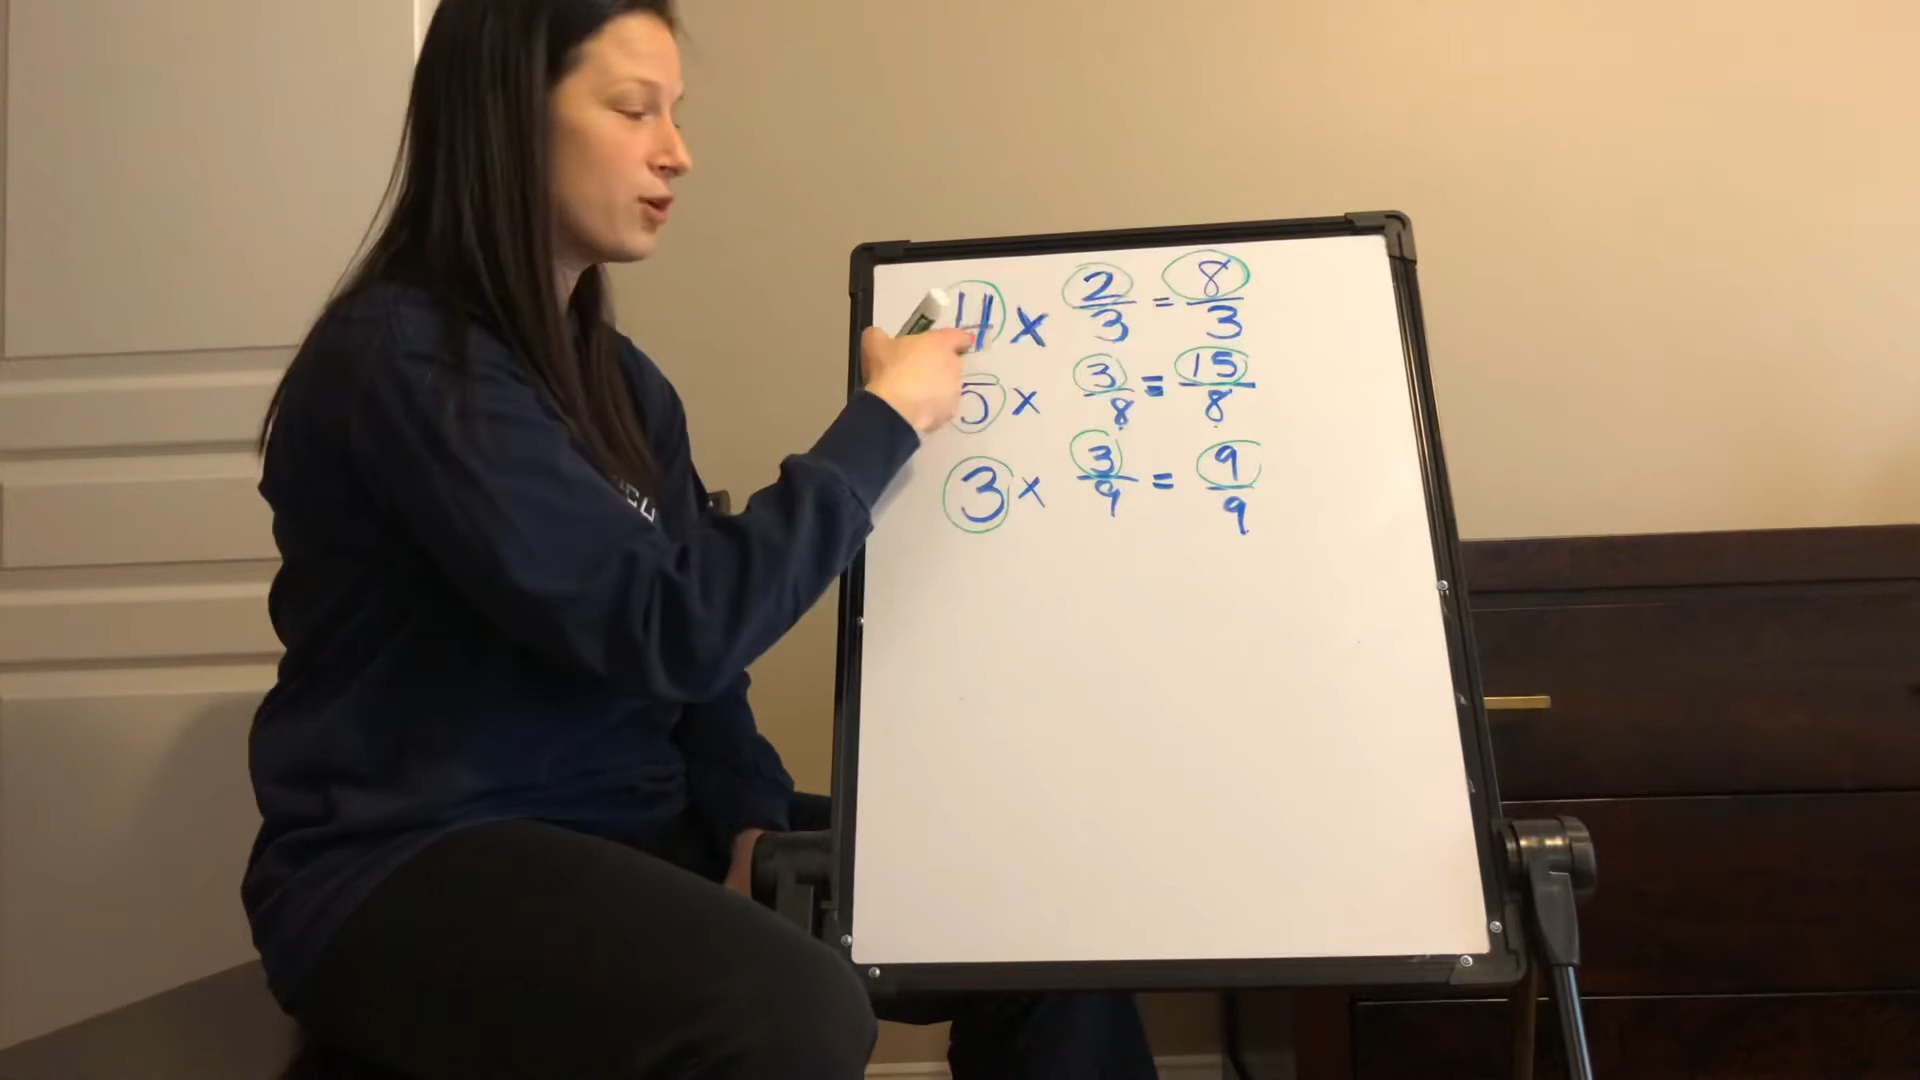 4 × 2/3 = 8/3
5 × 3/8 = 15/8
3 × 3/9 = 9/9